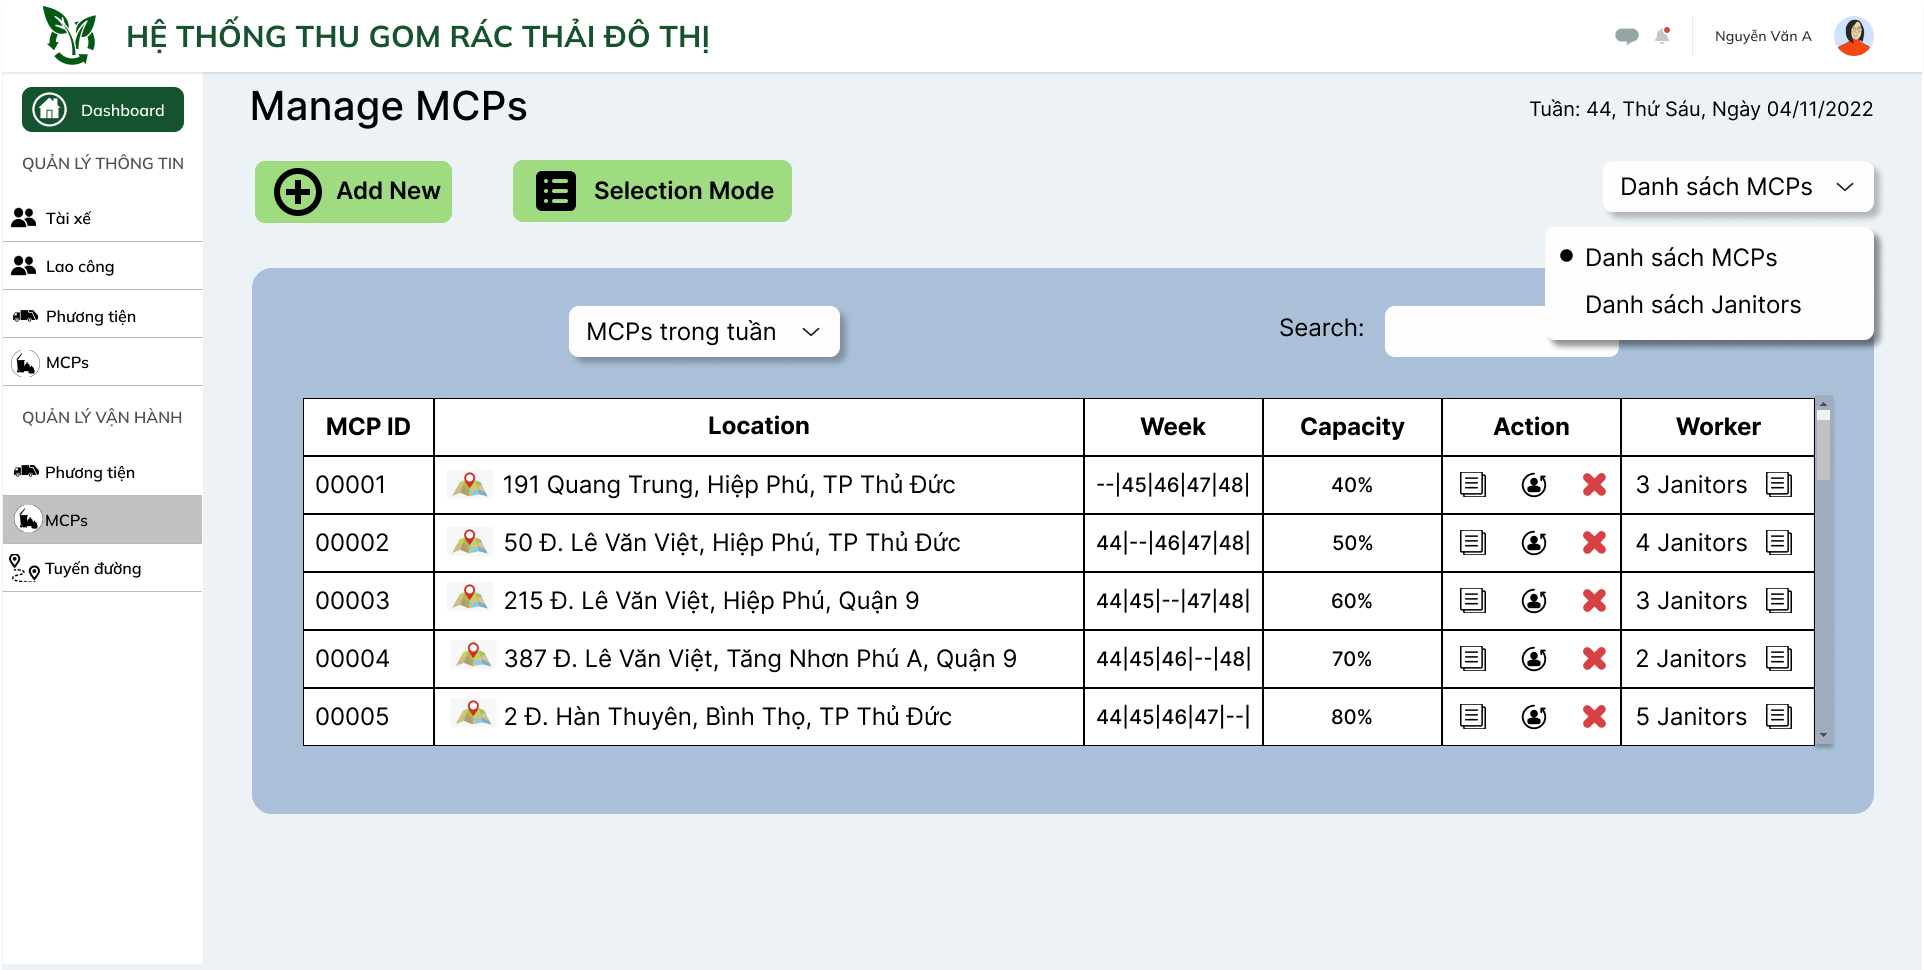 HỆ THỐNG THU GOM RÁC THẢI ĐÔ THỊ
Nguyễn Văn A
Dashboard
QUẢN LÝ THÔNG TIN
Tài xế
Lao công
Phương tiện
MCPs
QUẢN LÝ VẬN HÀNH
Phương tiện
MCPs
Tuyến đường
Manage MCPs
Tuần: 44, Thứ Sáu, Ngày 04/11/2022
Add New
Selection Mode
Danh sách MCPs
Danh sách MCPs
Danh sách Janitors
MCPs trong tuần
Search:
MCP ID Location Week Capacity Action Worker
00001 191 Quang Trung, Hiệp Phú, TP Thủ Đức --|45|46|47|48| 40% 3 Janitors
00002 50 Đ. Lê Văn Việt, Hiệp Phú, TP Thủ Đức 44|--|46|47|48| 50% 4 Janitors
00003 215 Đ. Lê Văn Việt, Hiệp Phú, Quận 9 44|45|--|47|48| 60% 3 Janitors
00004 387 Đ. Lê Văn Việt, Tăng Nhơn Phú A, Quận 9 44|45|46|--|48| 70% 2 Janitors
00005 2 Đ. Hàn Thuyên, Bình Thọ, TP Thủ Đức 44|45|46|47|--| 80% 5 Janitors